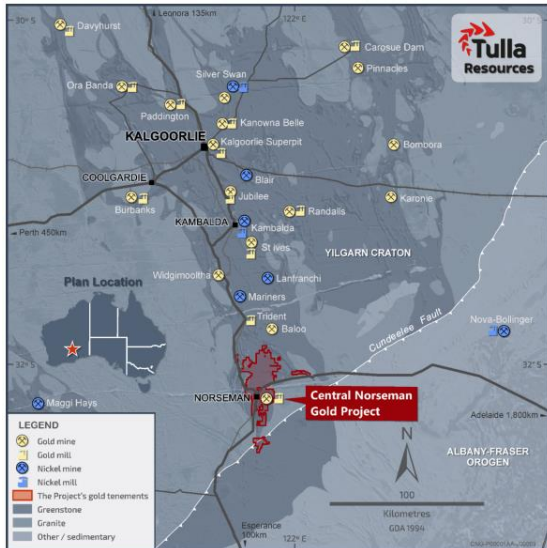 30°S
Leonora 135km
122°E
30°S
Davyhurst
Carosue Dam
Pinnacles
Tulla
Resources
Silver Swan
Ora Banda
Paddington
Kanowna Belle
KALGOORLIE
Kalgoorlie Superpit
Bombora
COOLGARDIE
Blair
Jubilee
Burbanks
Randalls
Karonie
KAMBALDA
Kambalda
Perth 450km
St Ives
YILGARN CRATON
Widgimooltha
Lanfranchi
Plan Location
Mariners
Cundeelee Fault
Nova-Bollinger
Trident
Baloo
32°S
32°S
NORSEMAN
Central Norseman
Gold Project
Maggi Hays
Adelaide 1,800km
LEGEND
Gold mine
Gold mill
Nickel mine
Nickel mill
The Project's gold tenements
Greenstone
Granite
Other / sedimentary
N
ALBANY-FRASER
OROGEN
100
Kilometres
GDA 1994
Esperance
100km
122°E